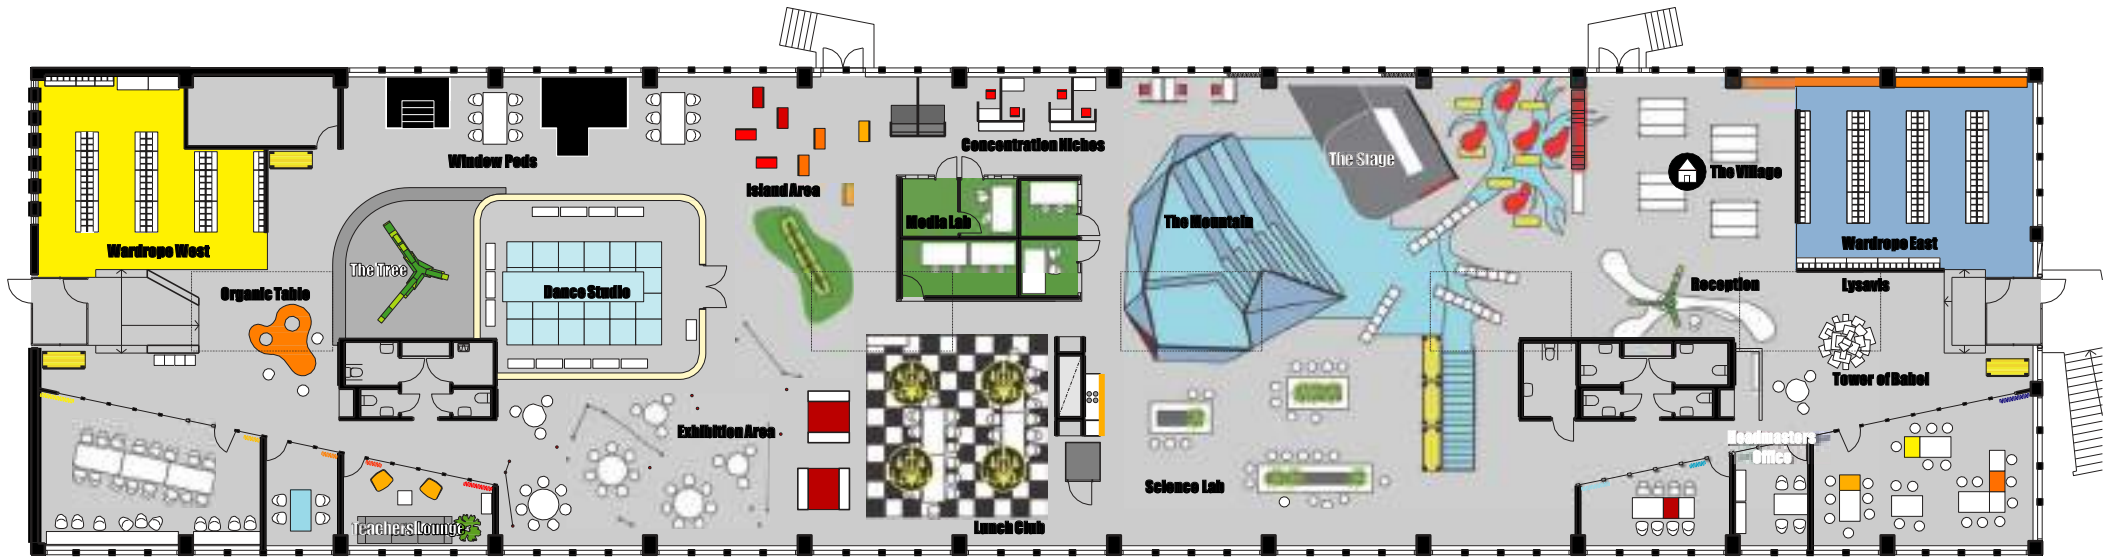 Window Pods
Concentration Niches
The Stage
Island Area
The Village
Media Lab
The Mountain
Wardrope West
Wardrope East
The Tree
Organic Table
Dance Studio
Reception
Lysavis
Tower of Babel
Exhibition Area
Headmasters
Office
Science Lab
Teachers Lounge
Lunch Club